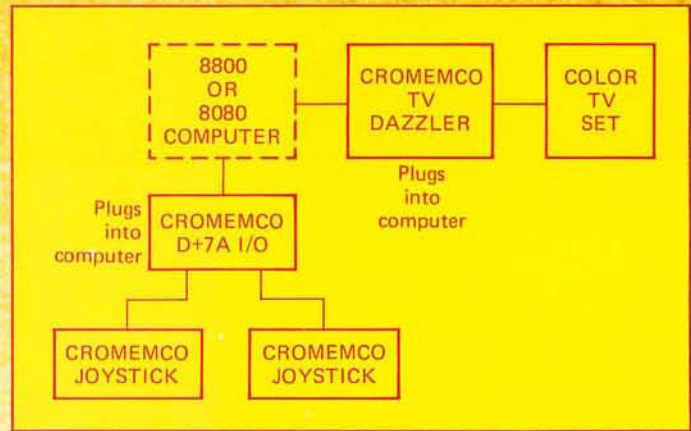 8800
OR
8080
COMPUTER
CROMEMCO
TV
DAZZLER
COLOR
TV
SET
Plugs
into
computer
Plugs
into
computer
CROMEMCO
D+7A I/O
CROMEMCO
JOYSTICK
CROMEMCO
JOYSTICK